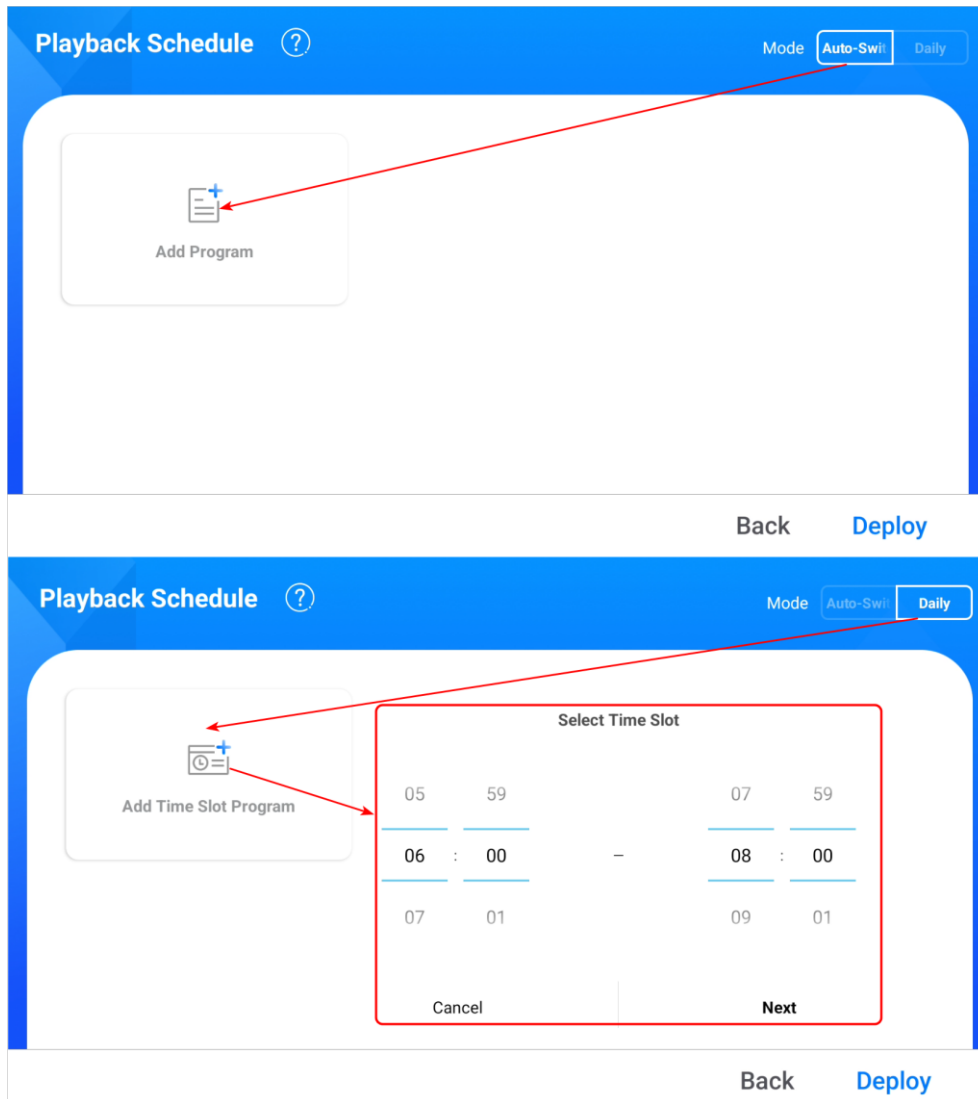 Playback Schedule ?
Mode Auto-Swit Daily
Add Program
Back Deploy
Playback Schedule ?
Mode Auto-Swit Daily
Select Time Slot
Add Time Slot Program
05 59 07 59
06 : 00 – 08 : 00
07 01 09 01
Cancel Next
Back Deploy